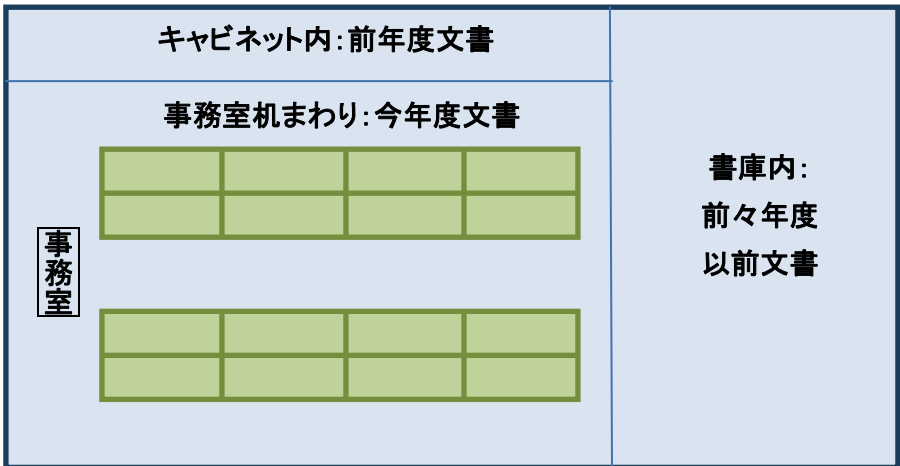 キャビネット内：前年度文書
事務室机まわり：今年度文書
書庫内：
前々年度
以前文書
事務室